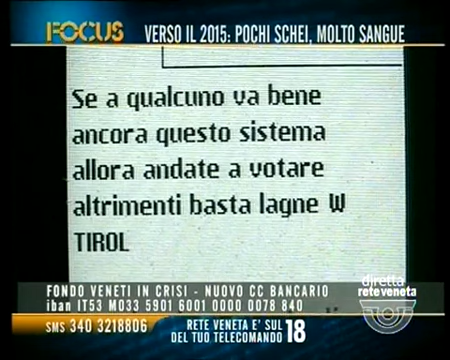 FOCUS
VERSO IL 2015: POCHI SCHEI, MOLTO SANGUE
Se a qualcuno va bene
ancora questo sistema
allora andate a votare
altrimenti basta lagne W
TIROL
FONDO VENETI IN CRISI - NUOVO CC BANCARIO
iban IT53 M033 5901 6001 0000 0078 840
diretta
reteveneta
SMS 340 3218806
RETE VENETA E' SUL
DEL TUO TELECOMANDO 18